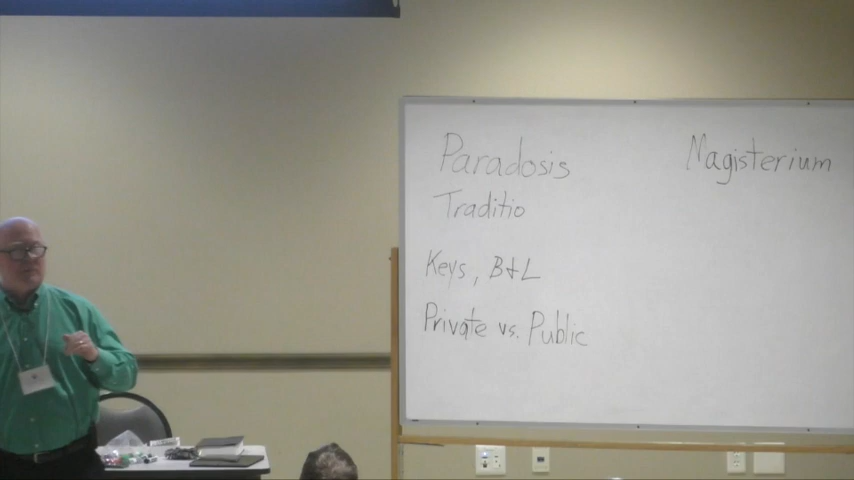 Paradosis
Magisterium
Traditio
Keys, B+L
Private vs. Public